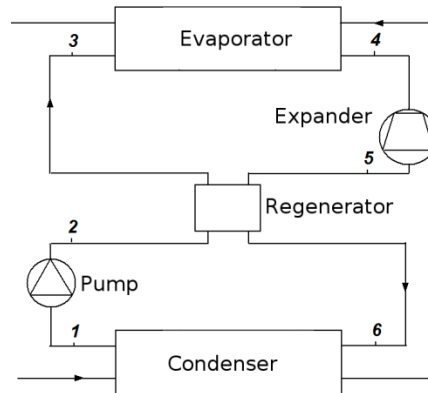 Evaporator
3
4
Expander
5
Regenerator
2
Pump
1
6
Condenser